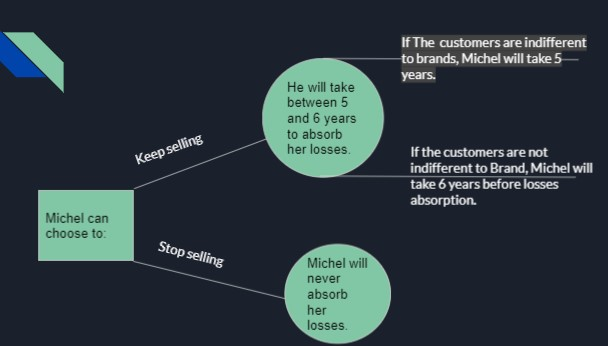 If The customers are indifferent
to brands, Michel will take 5
years.
He will take
between 5
and 6 years
to absorb
her losses.
Keep selling
If the customers are not
indifferent to Brand, Michel will
take 6 years before losses
absorption.
Michel can
choose to:
Stop selling
Michel will
never
absorb
her
losses.